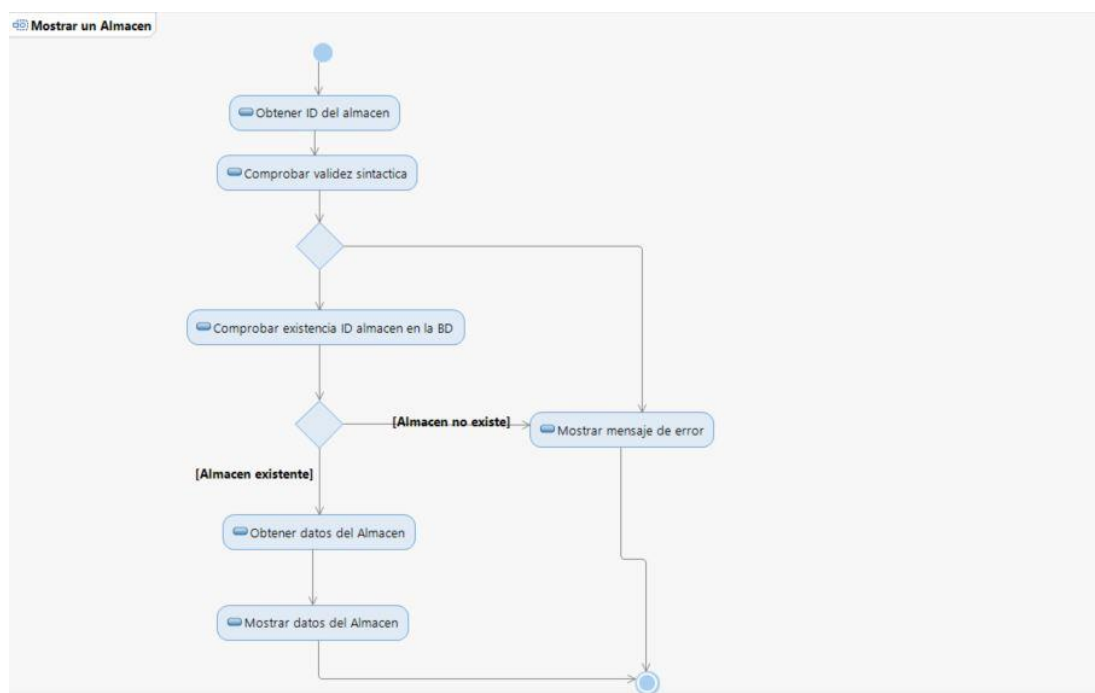 Mostrar un Almacen
Obtener ID del almacen
Comprobar validez sintactica
Comprobar existencia ID almacen en la BD
[Almacen no existe]
Mostrar mensaje de error
[Almacen existente]
Obtener datos del Almacen
Mostrar datos del Almacen